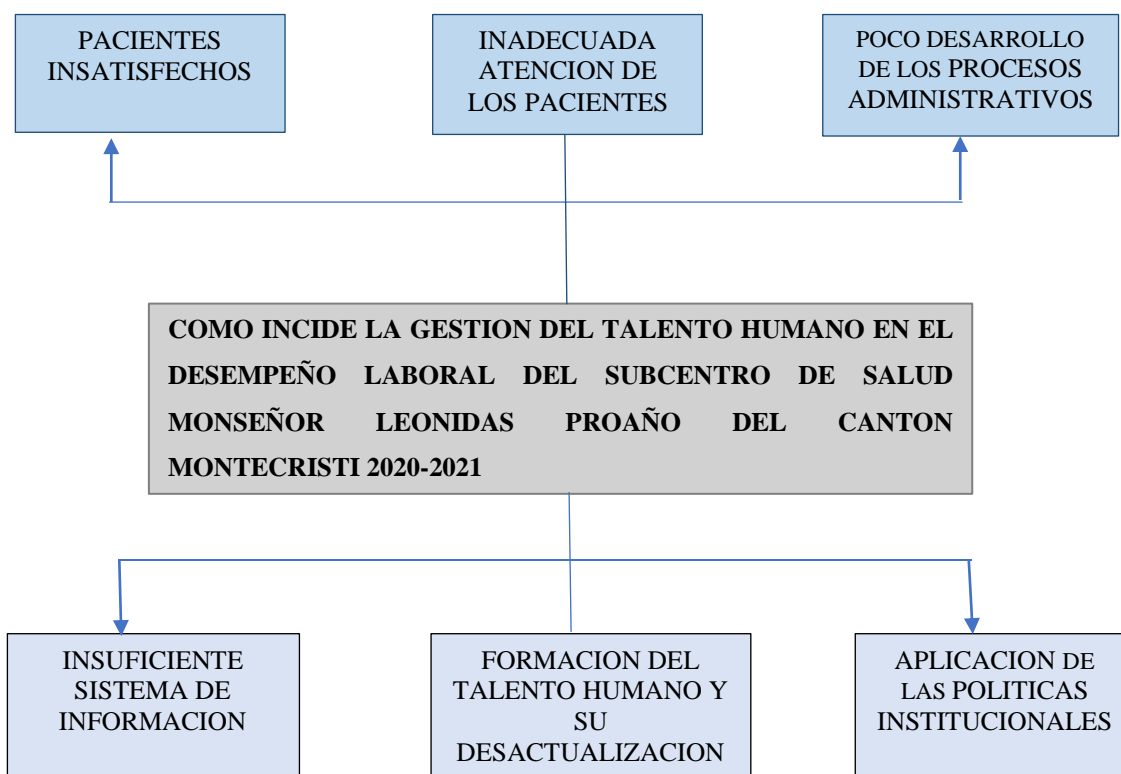 PACIENTES
INSATISFECHOS
INADECUADA
ATENCION DE
LOS PACIENTES
POCO DESARROLLO
DE LOS PROCESOS
ADMINISTRATIVOS
COMO INCIDE LA GESTION DEL TALENTO HUMANO EN EL
DESEMPEÑO LABORAL DEL SUBCENTRO DE SALUD
MONSEÑOR LEONIDAS PROAÑO DEL CANTON
MONTECRISTI 2020-2021
INSUFICIENTE
SISTEMA DE
INFORMACION
FORMACION DEL
TALENTO HUMANO Y
SU
DESACTUALIZACION
APLICACION DE
LAS POLITICAS
INSTITUCIONALES